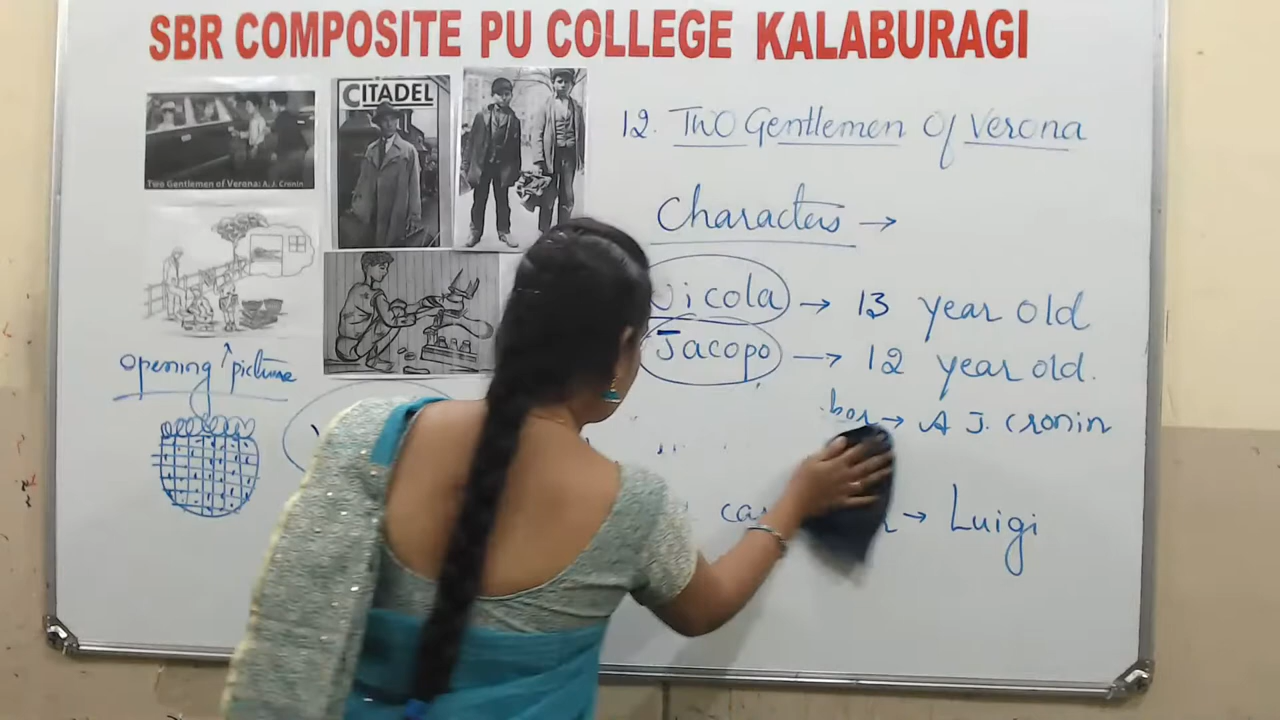 SBR COMPOSITE PU COLLEGE KALABURAGI
Two Gentlemen of Verona: A. J. Cronin
CITADEL
opening picture
12. Two Gentlemen of Verona
Characters →
icola → 13 year old
Jacopo → 12 year old.
→ A J. Cronin
→ Luigi